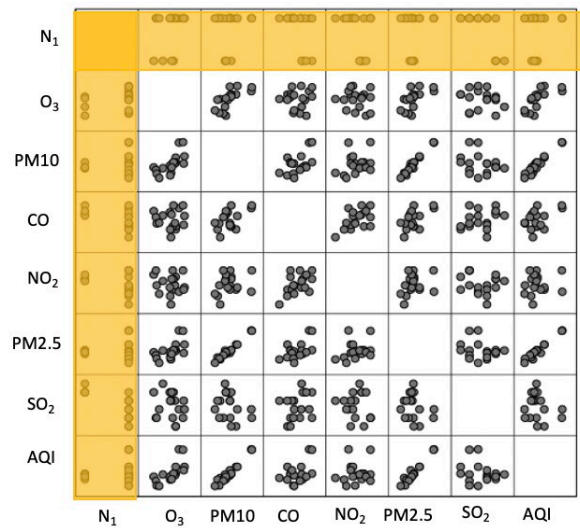 N₁
O₃
PM10
CO
NO₂
PM2.5
SO₂
AQI
N₁ O₃ PM10 CO NO₂ PM2.5 SO₂ AQI